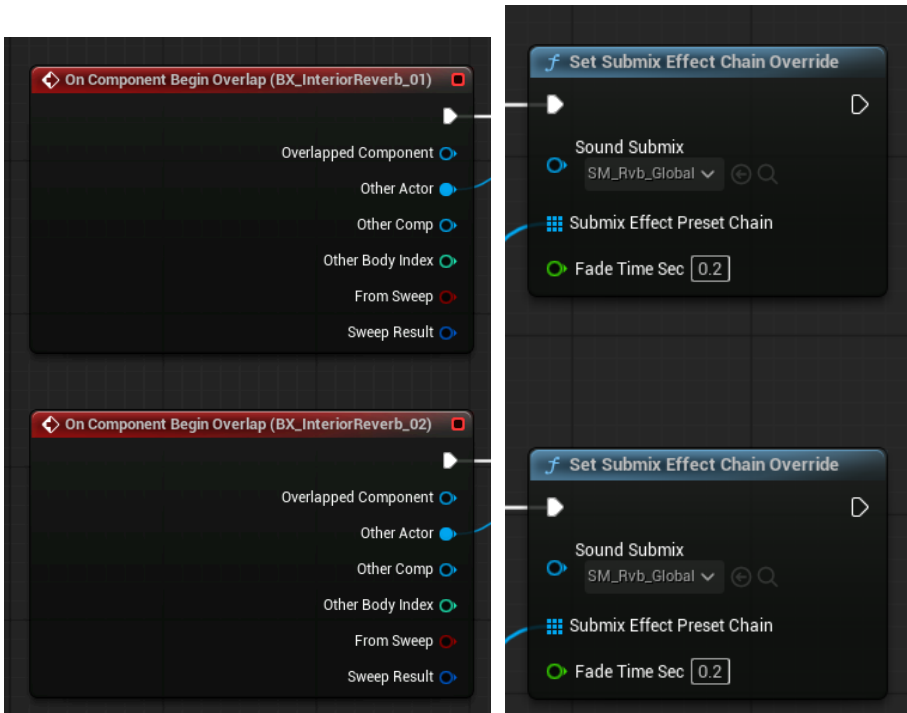 On Component Begin Overlap (BX_InteriorReverb_01)
Overlapped Component
Other Actor
Other Comp
Other Body Index
From Sweep
Sweep Result
On Component Begin Overlap (BX_InteriorReverb_02)
Overlapped Component
Other Actor
Other Comp
Other Body Index
From Sweep
Sweep Result
f Set Submix Effect Chain Override
Sound Submix
SM_Rvb_Global
Submix Effect Preset Chain
Fade Time Sec 0.2
f Set Submix Effect Chain Override
Sound Submix
SM_Rvb_Global
Submix Effect Preset Chain
Fade Time Sec 0.2